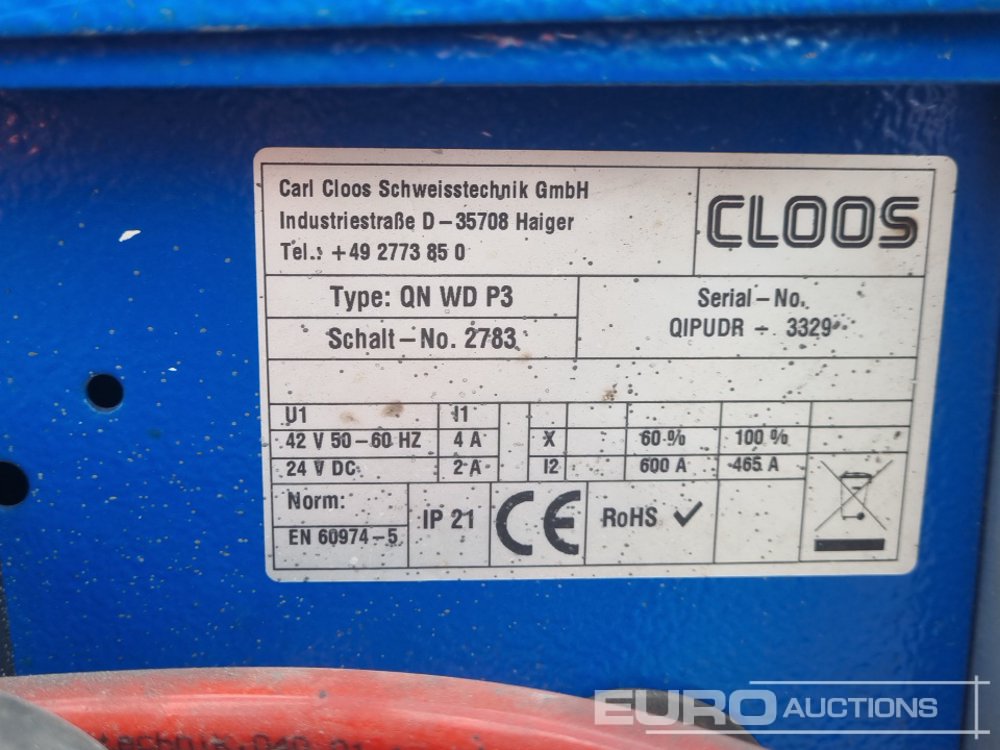 Carl Cloos Schweisstechnik GmbH
Industriestraße D-35708 Haiger
Tel.: +49 2773 85 0
CLOOS
Type: QN WD P3
Schalt-No. 2783
Serial-No.
QIPUDR - 3329
U1 I1
42 V 50-60 HZ 4 A X 60 % 100 %
24 V DC 2 A I2 600 A 465 A
Norm:
EN 60974-5
IP 21
CE
RoHS ✓
EURO AUCTIONS